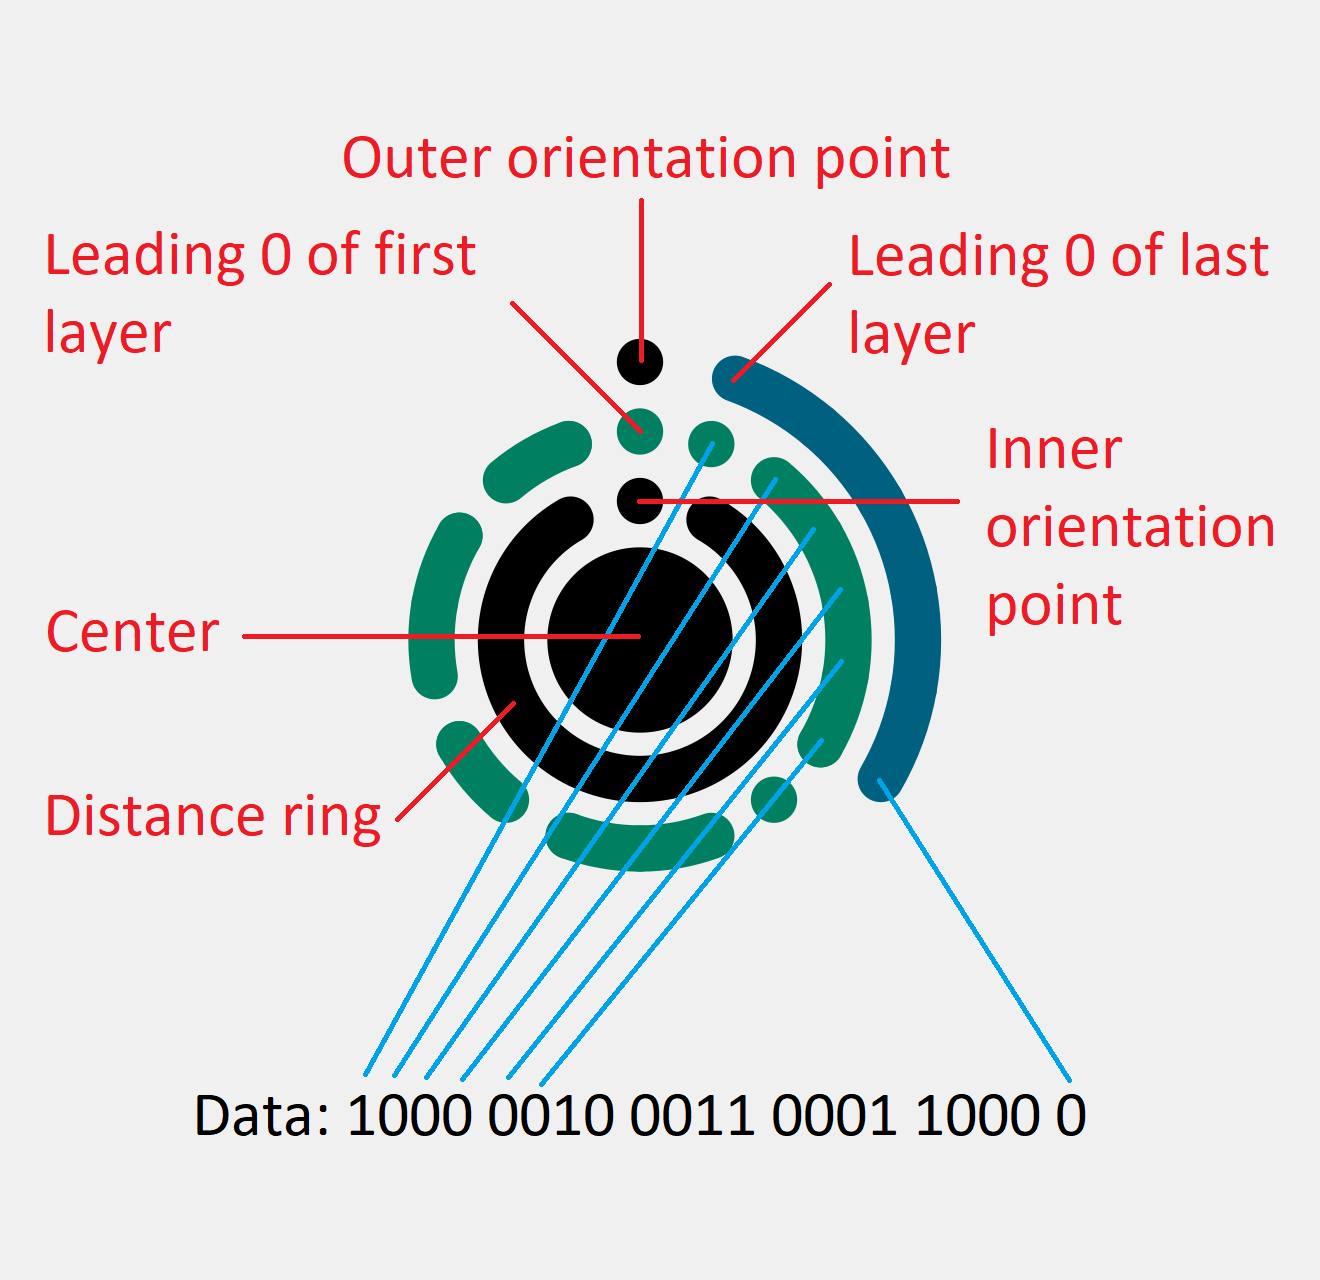 Outer orientation point
Leading 0 of first
layer
Leading 0 of last
layer
Inner
orientation
point
Center
Distance ring
Data: 1000 0010 0011 0001 1000 0